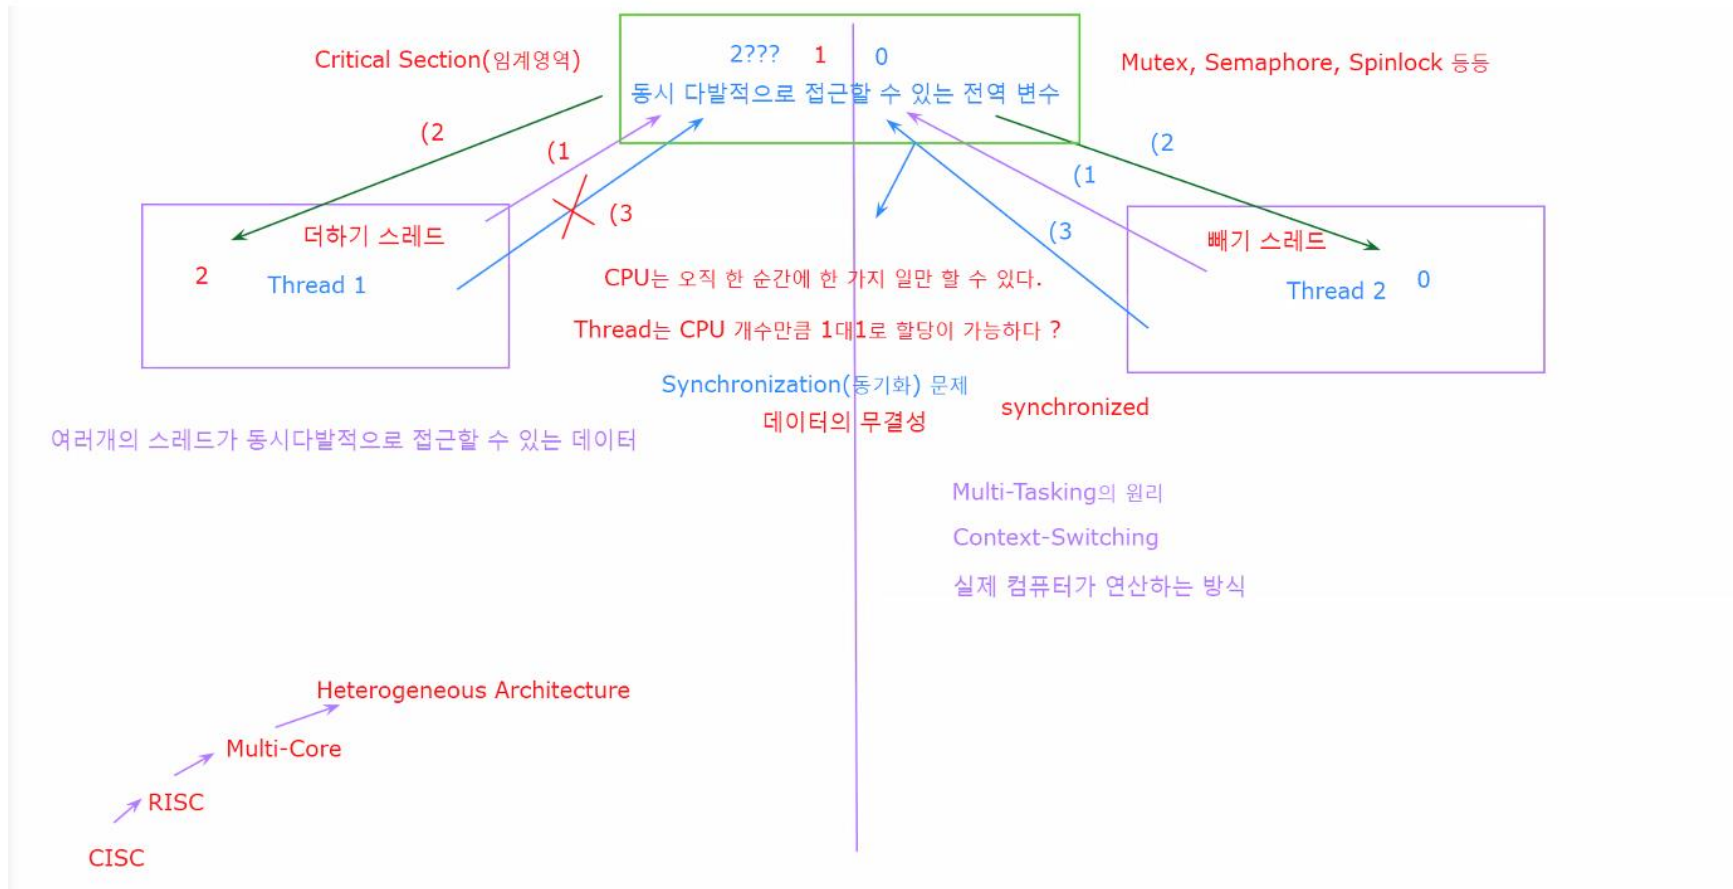 Critical Section(임계영역)
2???
1
0
동시 다발적으로 접근할 수 있는 전역 변수
Mutex, Semaphore, Spinlock 등등
(2
(1
(3
(2
(1
(3
더하기 스레드
2
Thread 1
빼기 스레드
Thread 2
0
CPU는 오직 한 순간에 한 가지 일만 할 수 있다.
Thread는 CPU 개수만큼 1대1로 할당이 가능하다 ?
Synchronization(동기화) 문제
데이터의 무결성
synchronized
여러개의 스레드가 동시다발적으로 접근할 수 있는 데이터
Multi-Tasking의 원리
Context-Switching
실제 컴퓨터가 연산하는 방식
Heterogeneous Architecture
Multi-Core
RISC
CISC